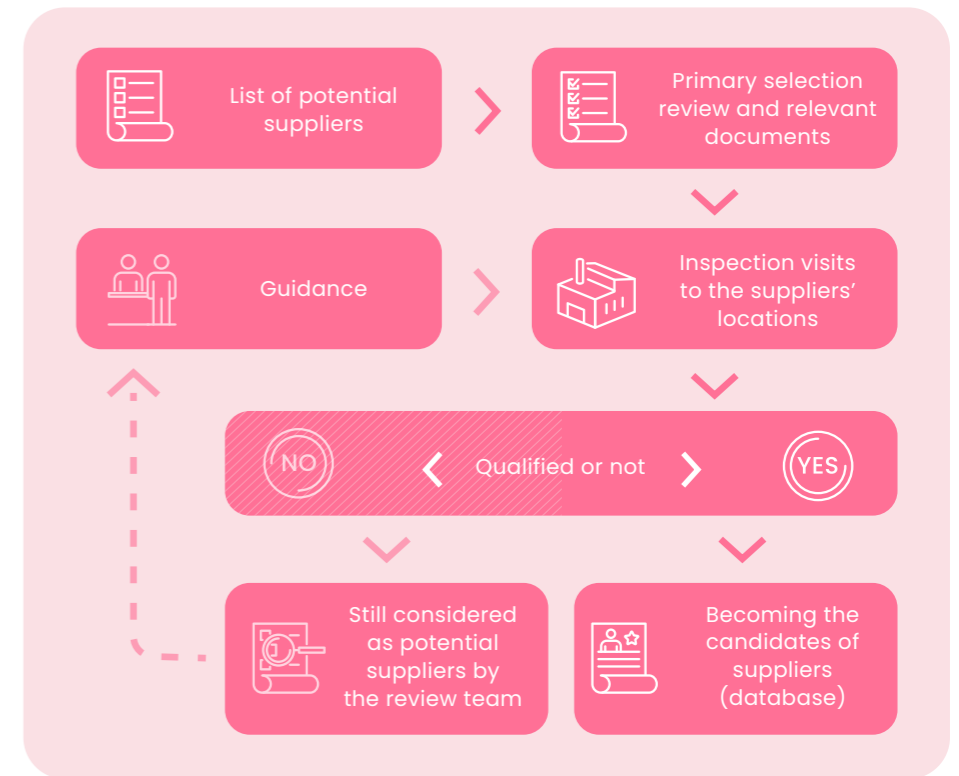 List of potential
suppliers
Primary selection
review and relevant
documents
Guidance
Inspection visits
to the suppliers’
locations
NO
Qualified or not
YES
Still considered
as potential
suppliers by
the review team
Becoming the
candidates of
suppliers
(database)